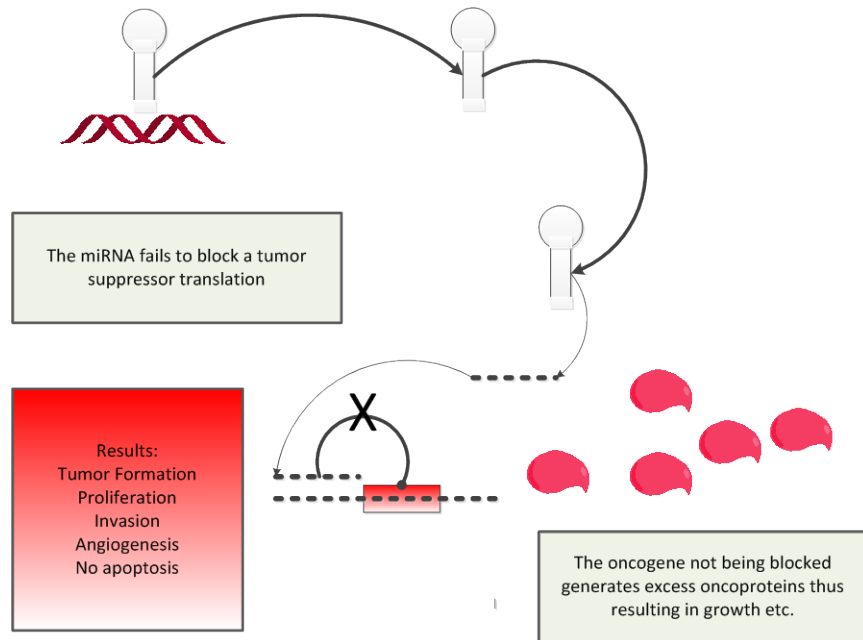 The miRNA fails to block a tumor
suppressor translation
X
Results:
Tumor Formation
Proliferation
Invasion
Angiogenesis
No apoptosis
The oncogene not being blocked
generates excess oncoproteins thus
resulting in growth etc.